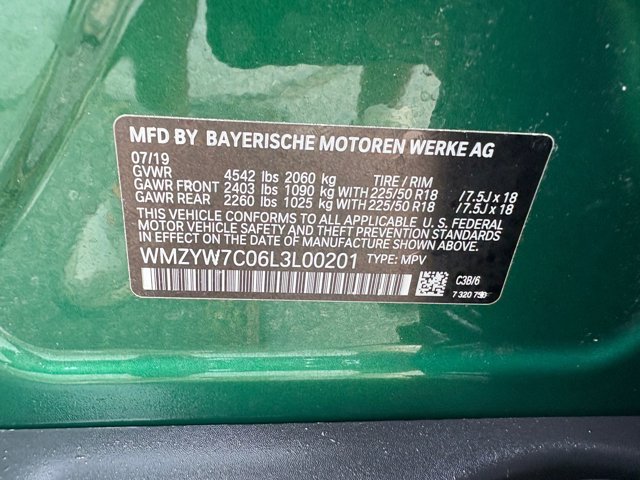 MFD BY BAYERISCHE MOTOREN WERKE AG
07/19
GVWR 4542 lbs 2060 kg TIRE / RIM
GAWR FRONT 2403 lbs 1090 kg WITH 225/50 R18 / 7.5J x 18
GAWR REAR 2260 lbs 1025 kg WITH 225/50 R18 / 7.5J x 18
THIS VEHICLE CONFORMS TO ALL APPLICABLE U. S. FEDERAL
MOTOR VEHICLE SAFETY STANDARDS IN EFFECT ON THE
DATE OF MANUFACTURE SHOWN ABOVE.
WMZYW7C06L3L00201 TYPE: MPV
C3B/6
7 320 750